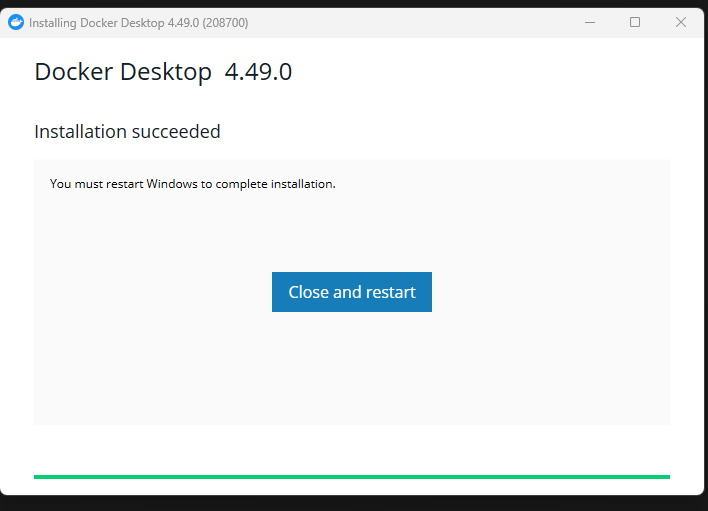 Installing Docker Desktop 4.49.0 (208700)
Docker Desktop 4.49.0
Installation succeeded
You must restart Windows to complete installation.
Close and restart